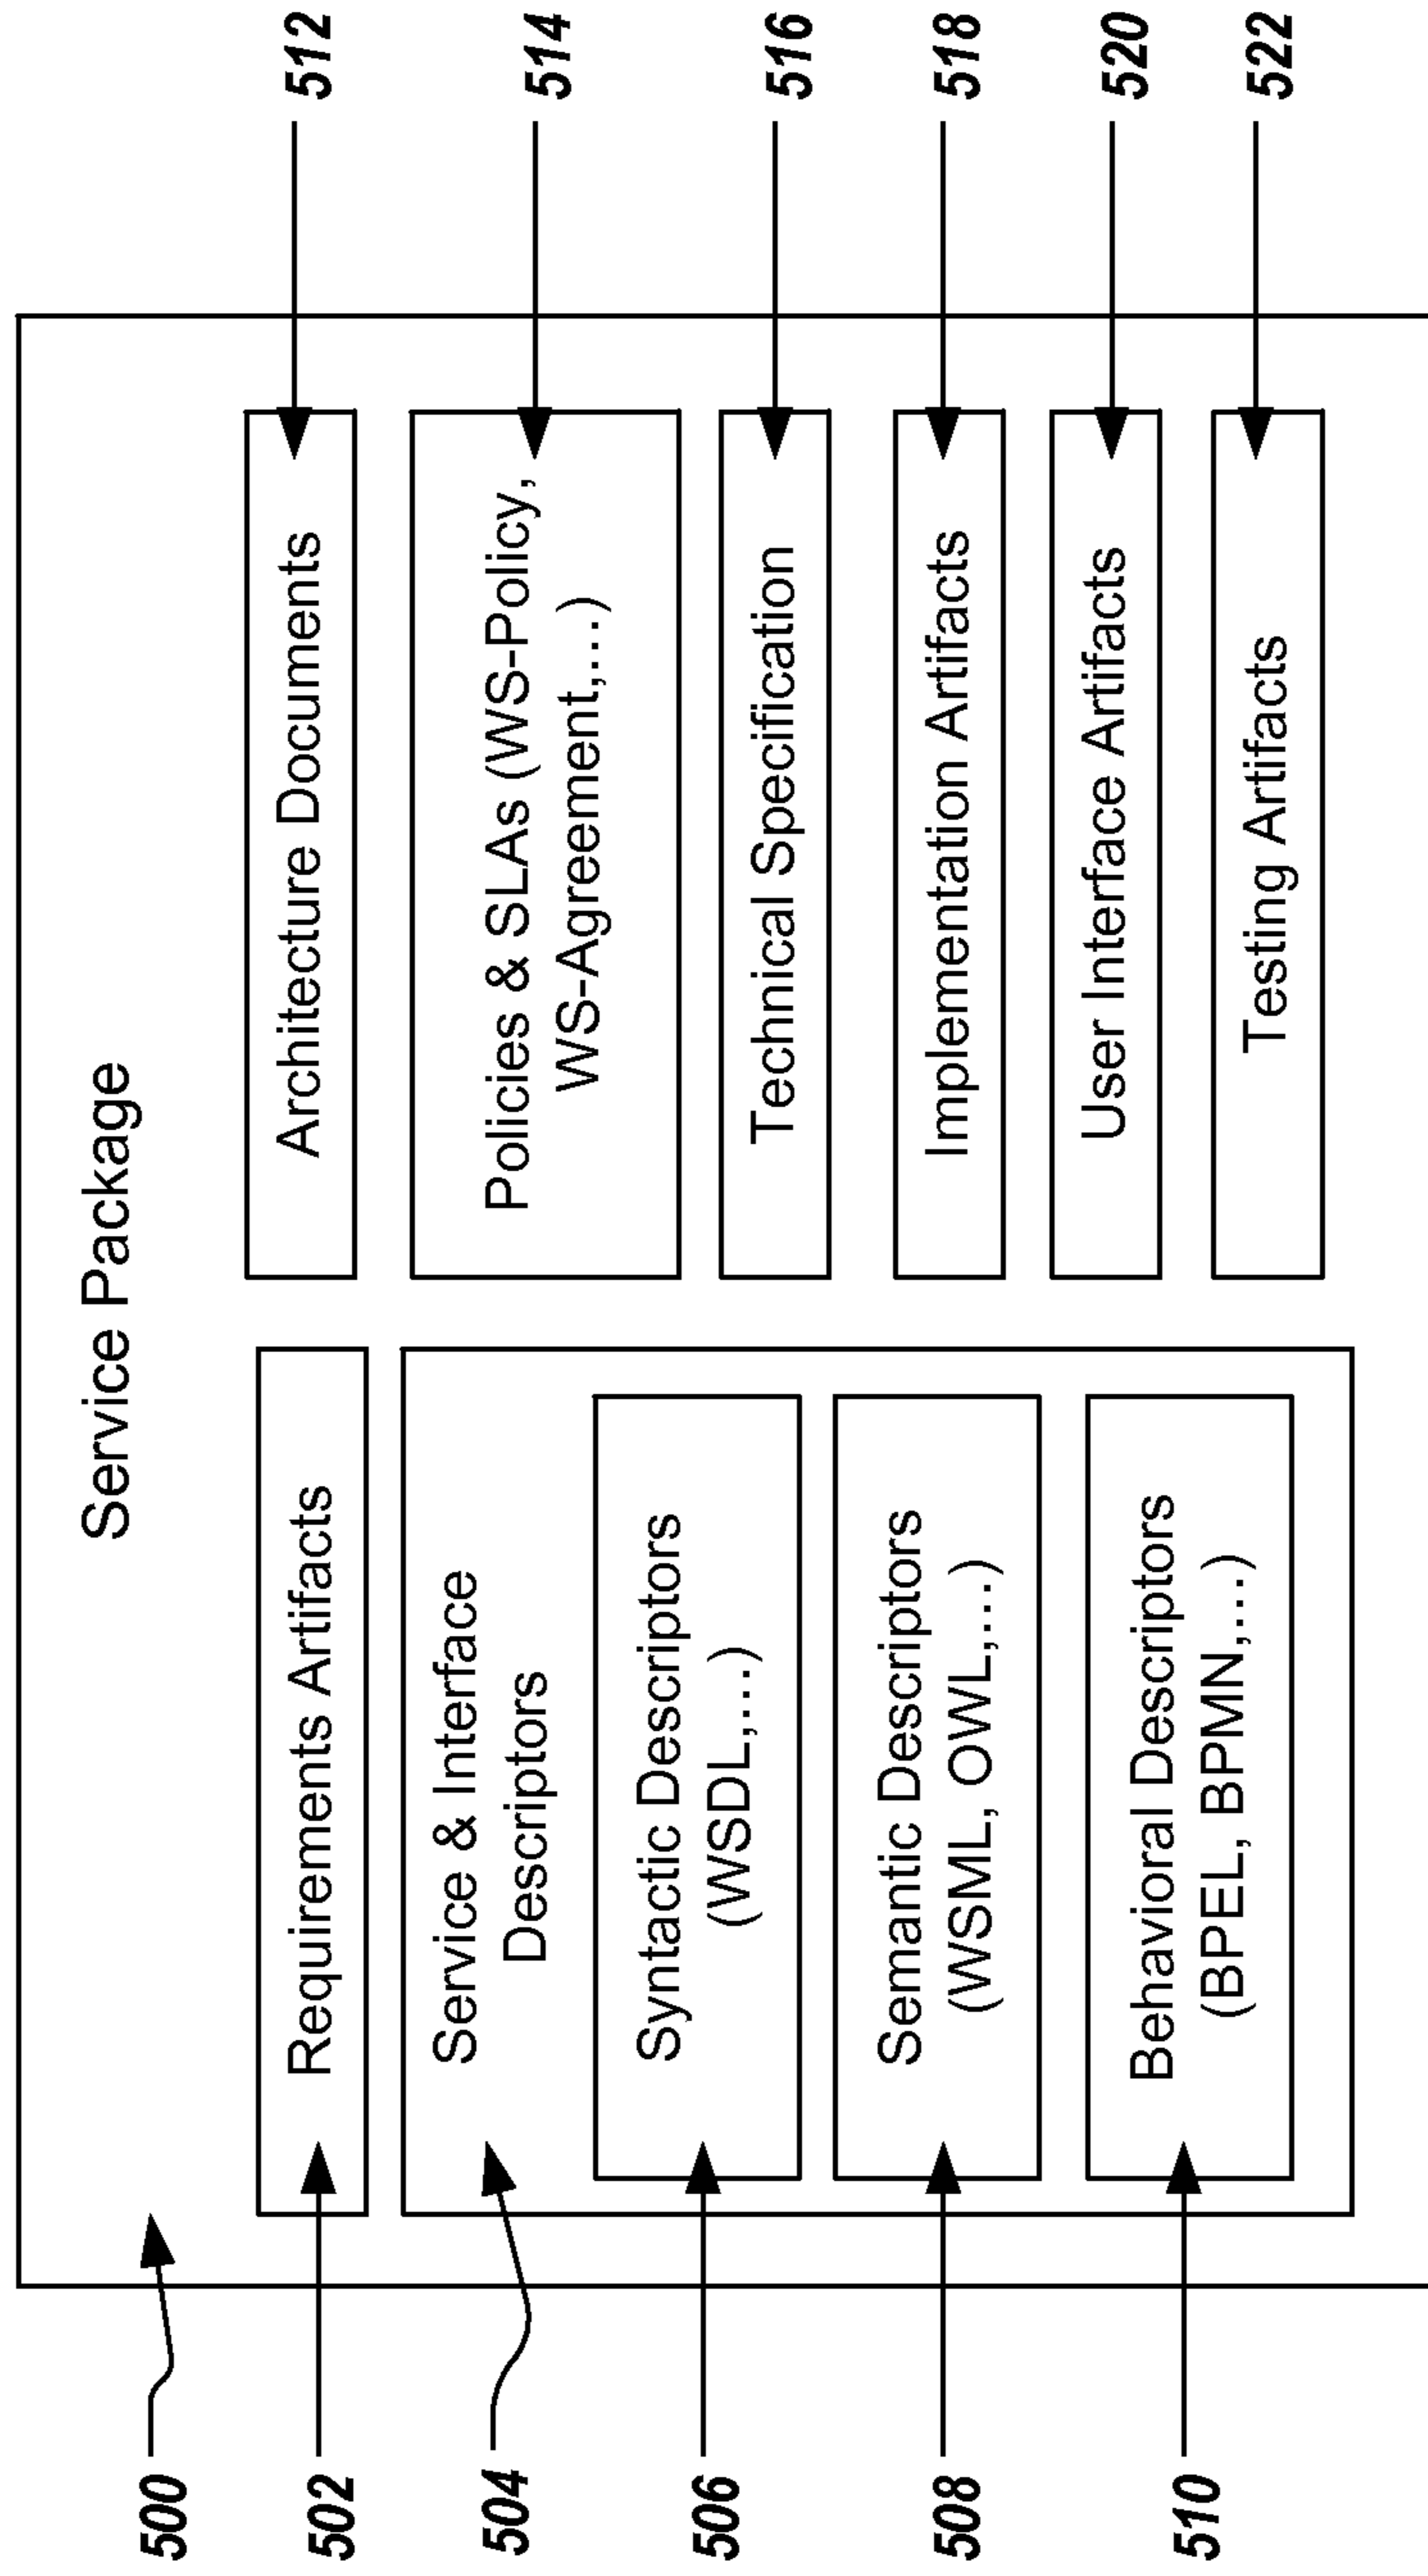 Service Package
500
502
Requirements Artifacts
504
Service & Interface
Descriptors
506
Syntactic Descriptors
(WSDL,...)
508
Semantic Descriptors
(WSML, OWL,...)
510
Behavioral Descriptors
(BPEL, BPMN,...)
Architecture Documents
512
Policies & SLAs (WS-Policy,
WS-Agreement,...)
514
Technical Specification
516
Implementation Artifacts
518
User Interface Artifacts
520
Testing Artifacts
522